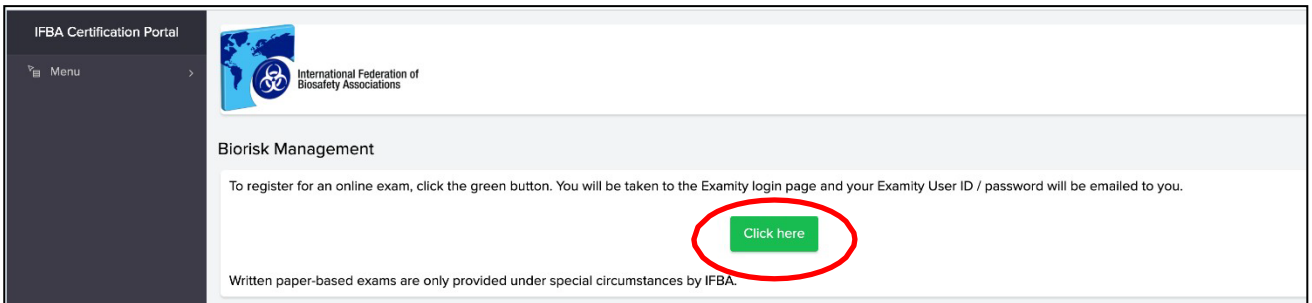 IFBA Certification Portal
Menu
International Federation of
Biosafety Associations
Biorisk Management
To register for an online exam, click the green button. You will be taken to the Examity login page and your Examity User ID / password will be emailed to you.
Click here
Written paper-based exams are only provided under special circumstances by IFBA.